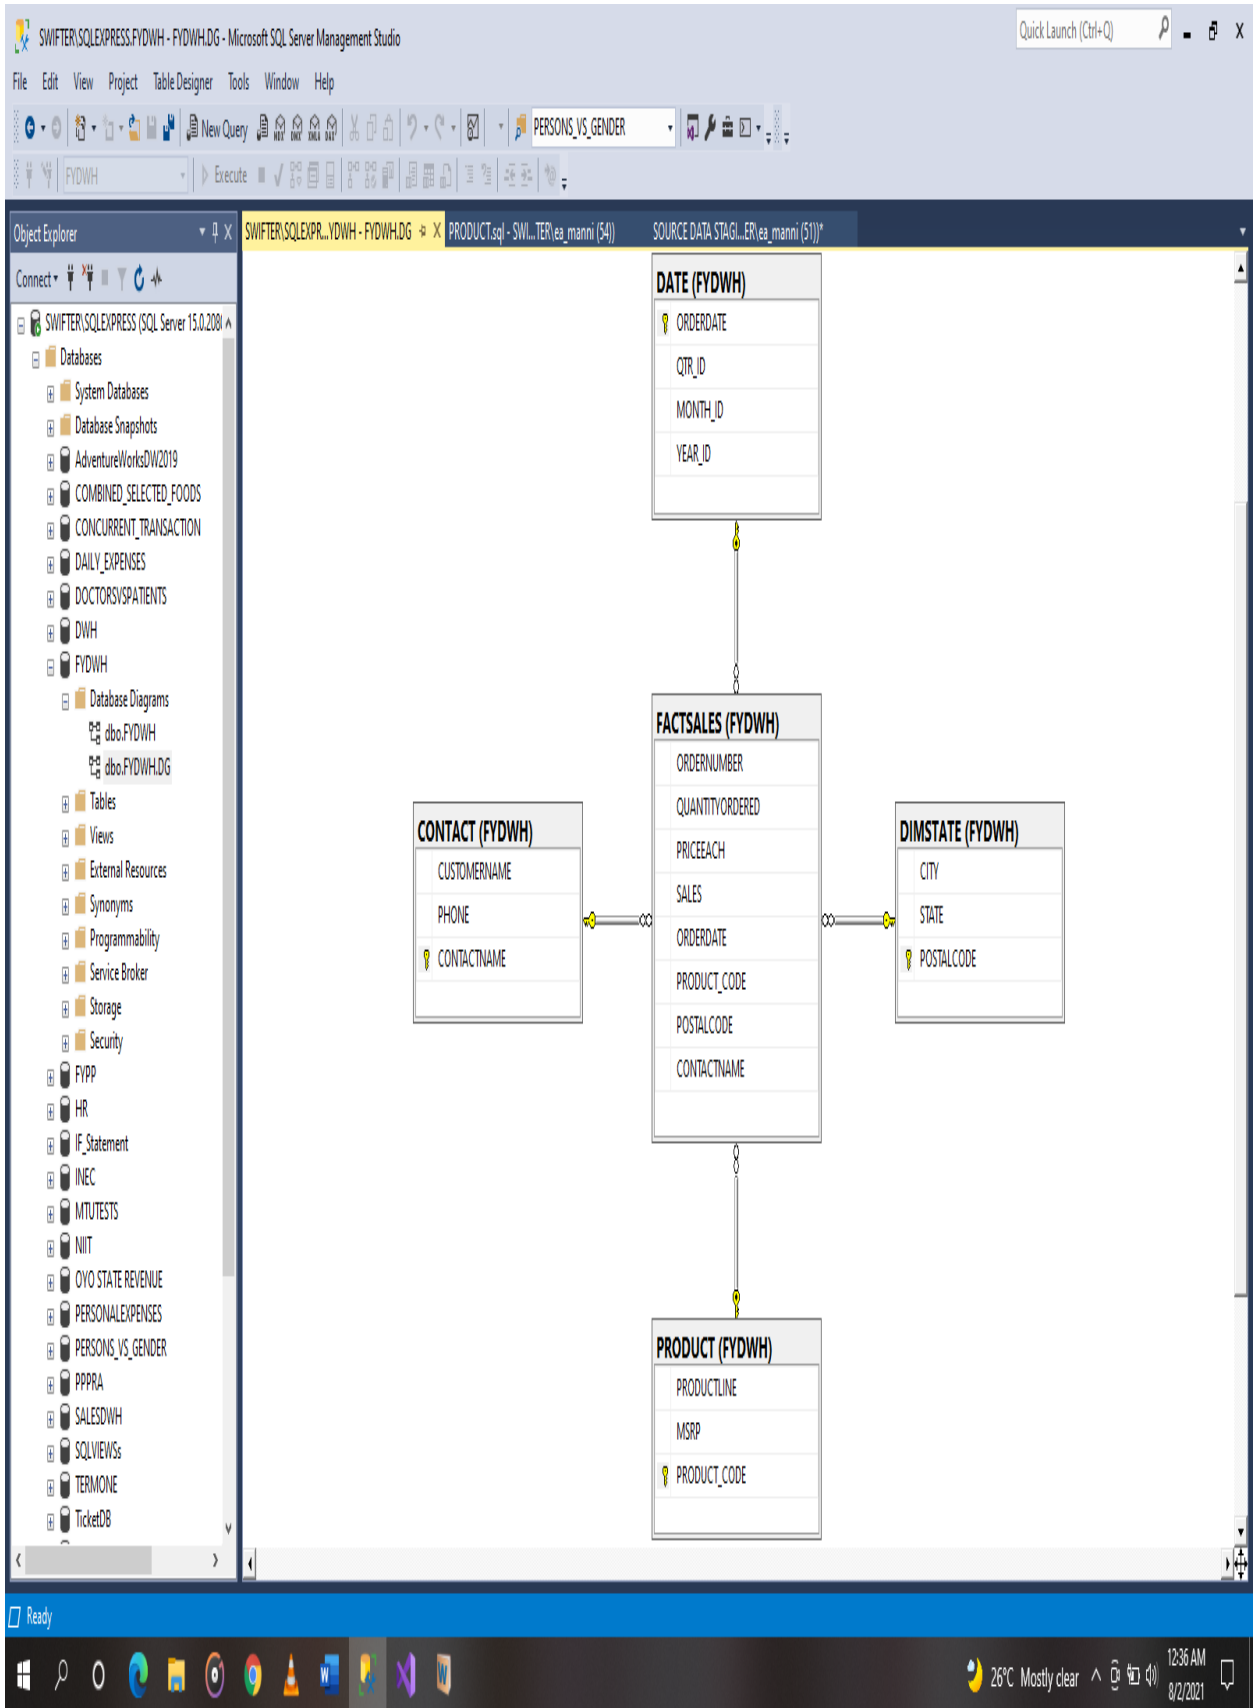 SWIFTER\SQLEXPRESS.FYDWH - FYDWH.DG - Microsoft SQL Server Management Studio
Quick Launch (Ctrl+Q)
File Edit View Project Table Designer Tools Window Help
New Query MDX DMX XMLA DAX PERSONS_VS_GENDER
FYDWH Execute
Object Explorer
SWIFTER\SQLEXPR...YDWH - FYDWH.DG PRODUCT.sql - SWI...TER\ea_manni (54)) SOURCE DATA STAGI...ER\ea_manni (51))*
Connect
SWIFTER\SQLEXPRESS (SQL Server 15.0.208
Databases
System Databases
Database Snapshots
AdventureWorksDW2019
COMBINED_SELECTED_FOODS
CONCURRENT_TRANSACTION
DAILY_EXPENSES
DOCTORSVSPATIENTS
DWH
FYDWH
Database Diagrams
dbo.FYDWH
dbo.FYDWH.DG
Tables
Views
External Resources
Synonyms
Programmability
Service Broker
Storage
Security
FYPP
HR
IF_Statement
INEC
MTUTESTS
NIIT
OYO STATE REVENUE
PERSONALEXPENSES
PERSONS_VS_GENDER
PPPRA
SALESDWH
SQLVIEWSs
TERMONE
TicketDB
DATE (FYDWH)
ORDERDATE
QTR_ID
MONTH_ID
YEAR_ID
FACTSALES (FYDWH)
ORDERNUMBER
QUANTITYORDERED
PRICEEACH
SALES
ORDERDATE
PRODUCT_CODE
POSTALCODE
CONTACTNAME
CONTACT (FYDWH)
CUSTOMERNAME
PHONE
CONTACTNAME
DIMSTATE (FYDWH)
CITY
STATE
POSTALCODE
PRODUCT (FYDWH)
PRODUCTLINE
MSRP
PRODUCT_CODE
Ready
26°C Mostly clear
12:36 AM
8/2/2021